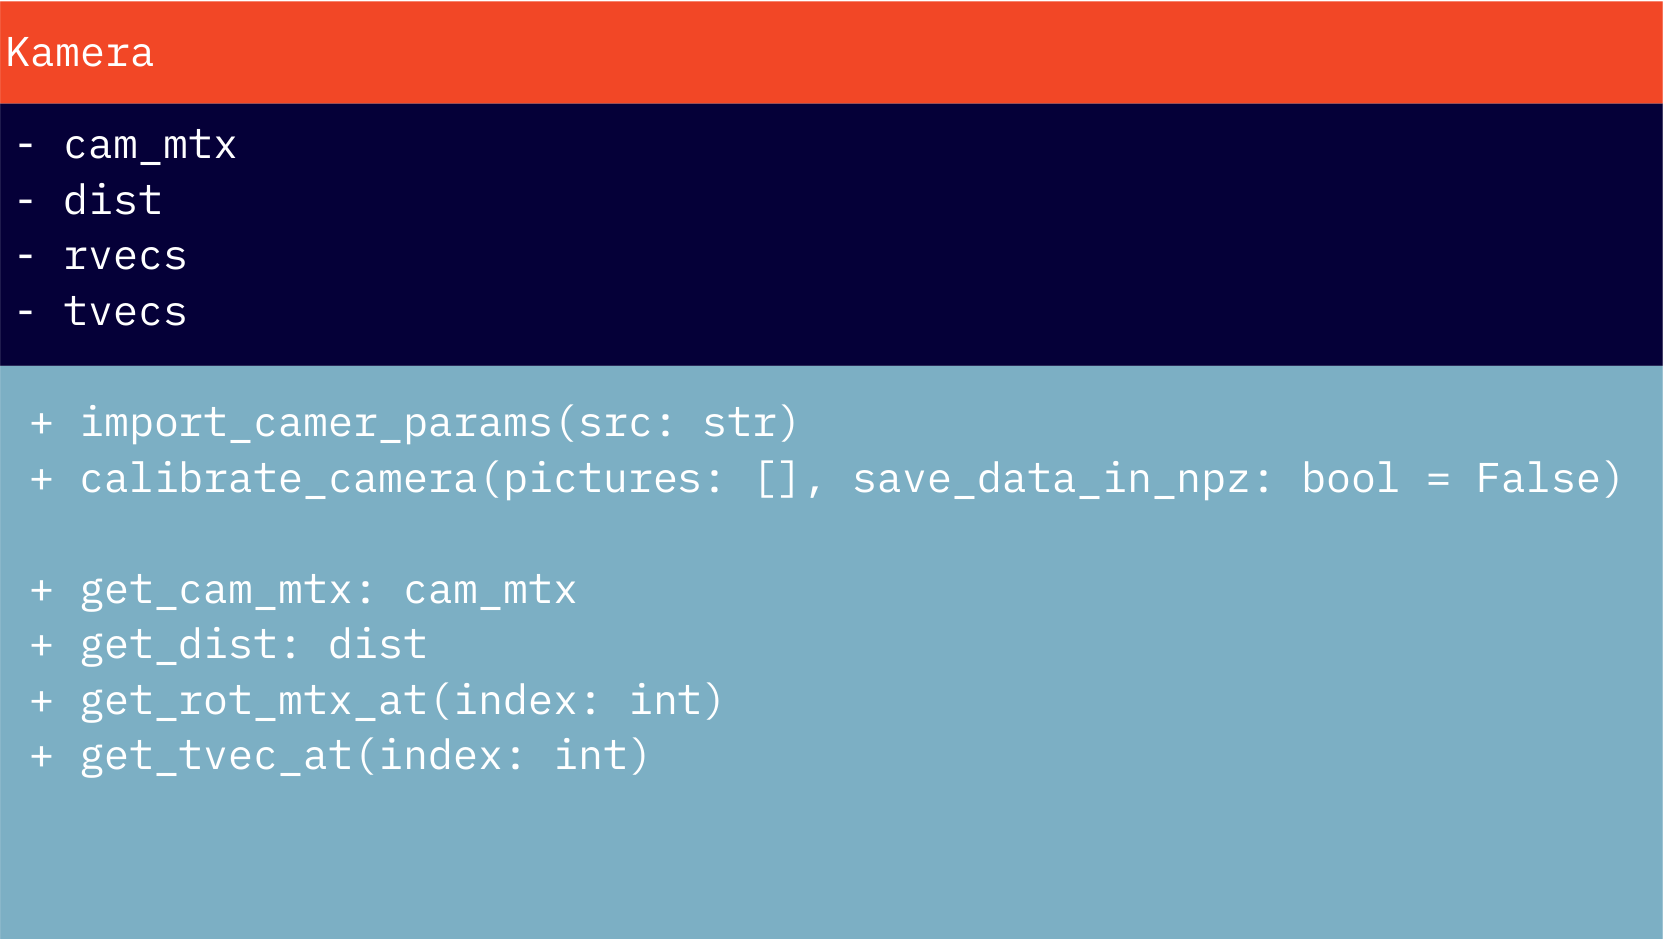 Kamera
- cam_mtx
- dist
- rvecs
- tvecs
+ import_camer_params(src: str)
+ calibrate_camera(pictures: [], save_data_in_npz: bool = False)
+ get_cam_mtx: cam_mtx
+ get_dist: dist
+ get_rot_mtx_at(index: int)
+ get_tvec_at(index: int)